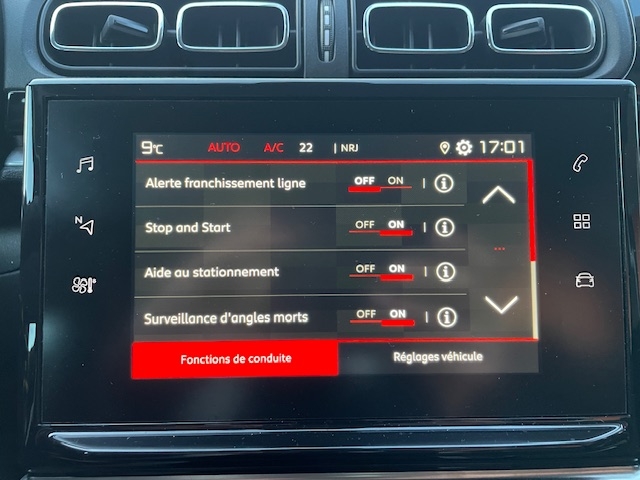 9°C AUTO A/C 22 | NRJ 17:01
Alerte franchissement ligne OFF ON
Stop and Start OFF ON
Aide au stationnement OFF ON
Surveillance d'angles morts OFF ON
Fonctions de conduite Réglages véhicule
N